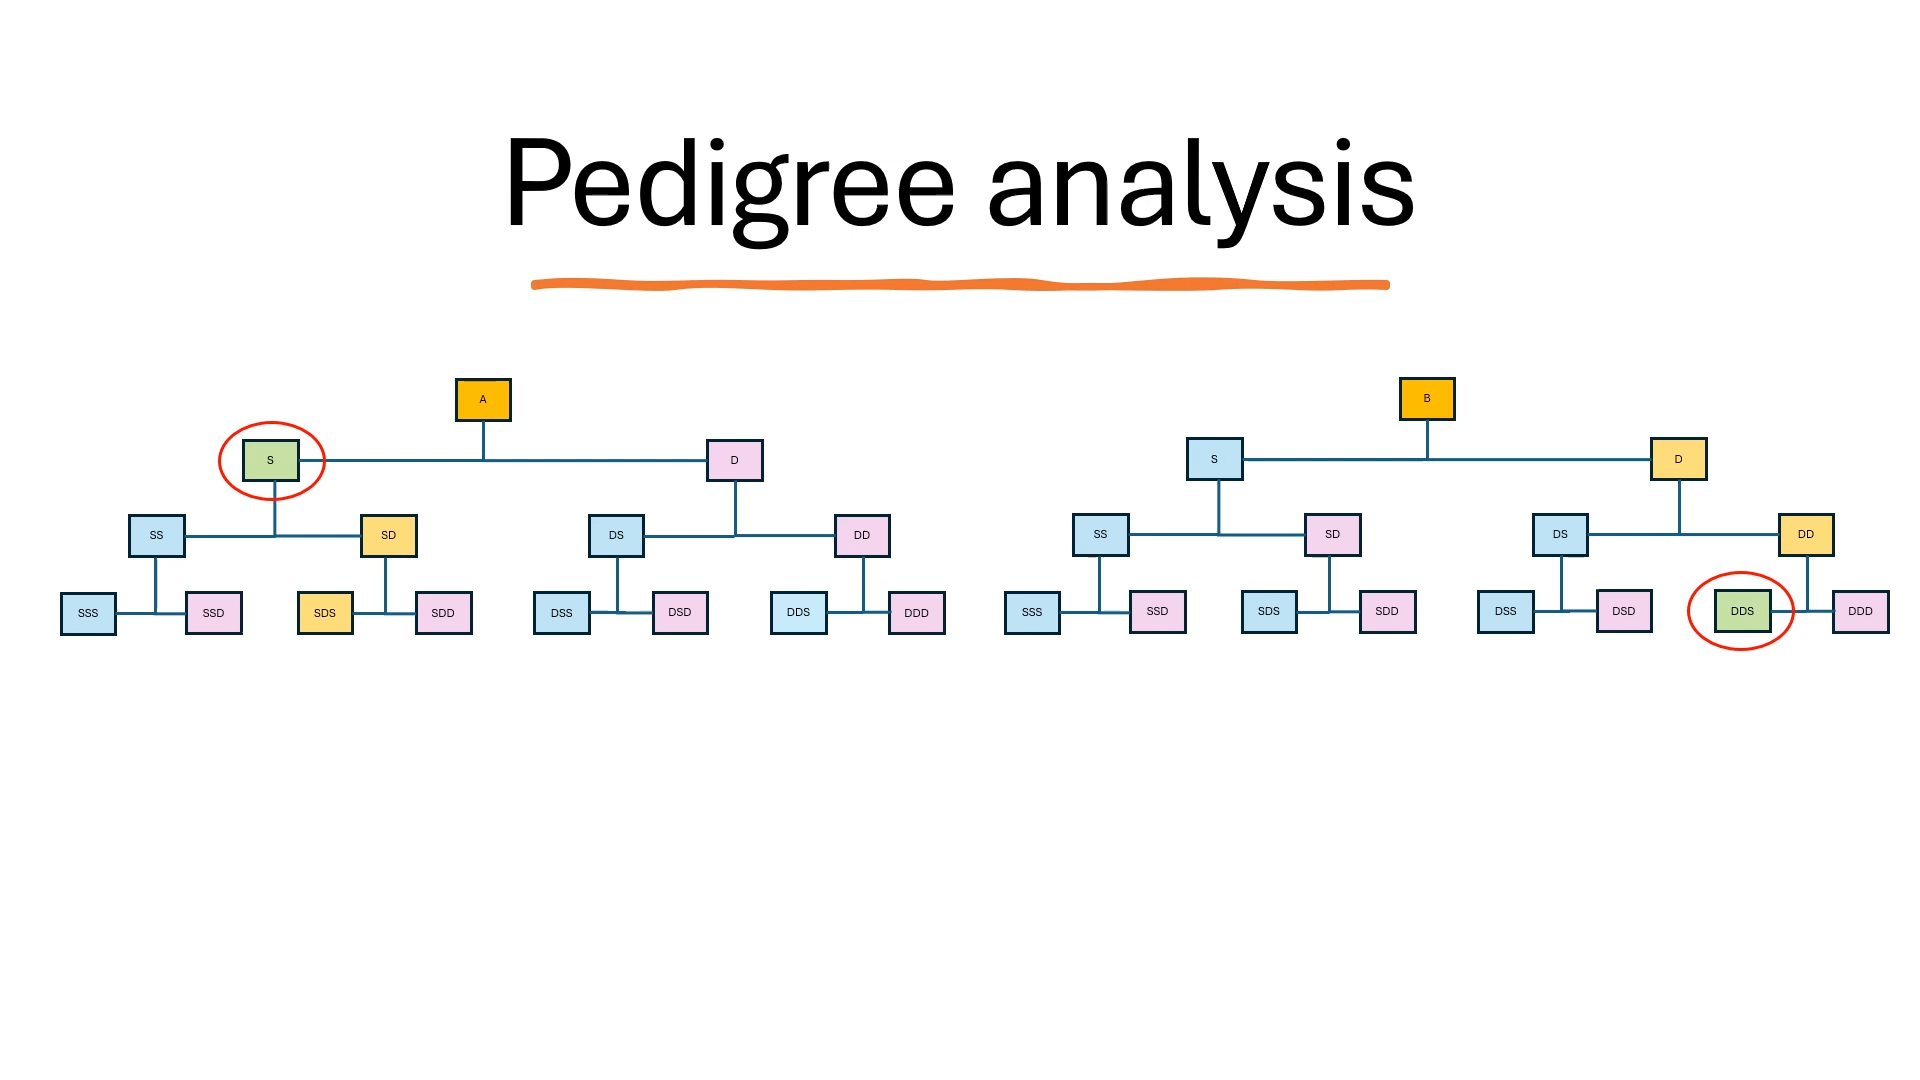 Pedigree analysis
A
B
S
D
S
D
SS
SD
DS
DD
SS
SD
DS
DD
SSS
SSD
SDS
SDD
DSS
DSD
DDS
DDD
SSS
SSD
SDS
SDD
DSS
DSD
DDS
DDD